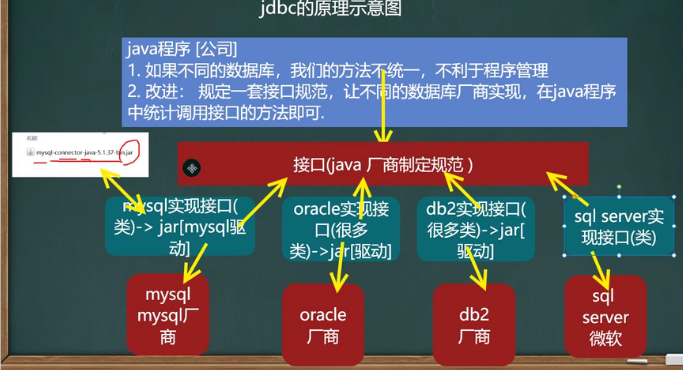 jdbc的原理示意图
java程序 [公司]
1. 如果不同的数据库，我们的方法不统一，不利于程序管理
2. 改进： 规定一套接口规范，让不同的数据库厂商实现，在java程序
中统计调用接口的方法即可.
mysql-connector-java-5.1.37-bin.jar
接口(java 厂商制定规范 )
mysql实现接口(
类)-> jar[mysql驱
动]
oracle实现接
口(很多
类)->jar[驱动]
db2实现接口(
很多类)->jar[
驱动]
sql server实
现接口(类)
mysql
mysql厂
商
oracle
厂商
db2
厂商
sql
server
微软